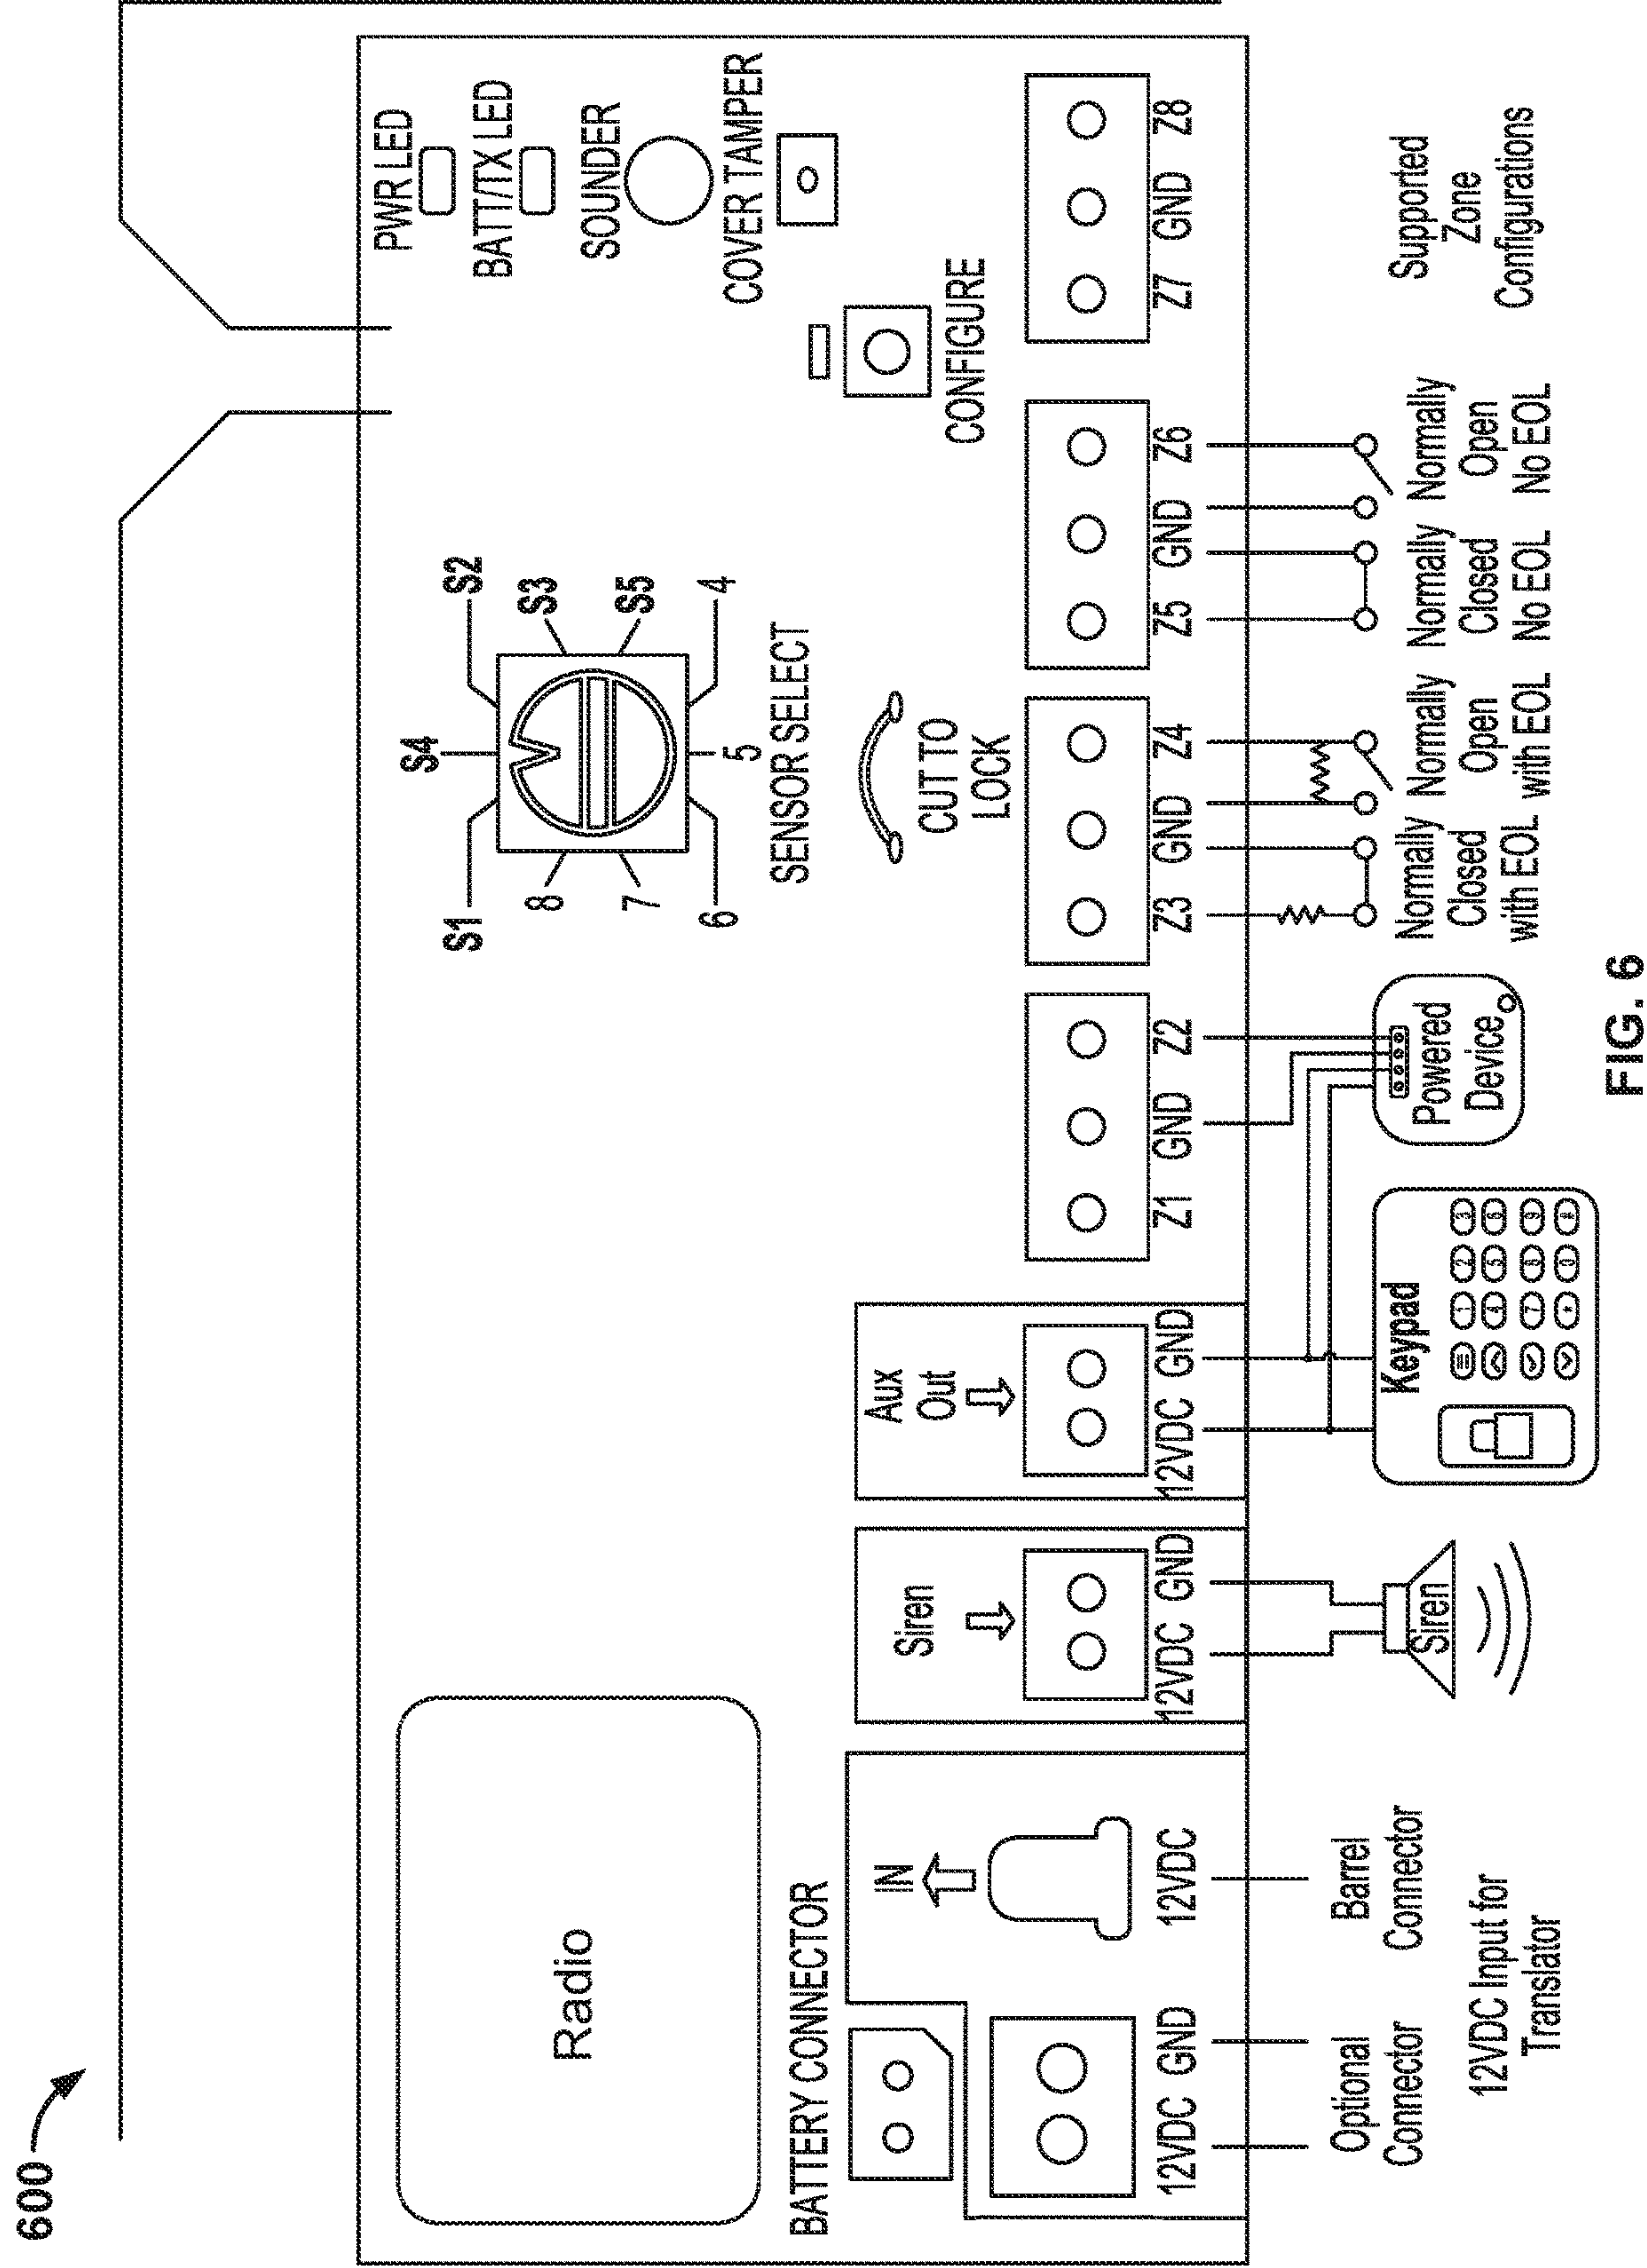 600
Radio
S1
S4
S2
S3
S5
4
5
6
7
8
SENSOR SELECT
PWR LED
BATT/TX LED
SOUNDER
COVER TAMPER
CONFIGURE
CUT TO
LOCK
BATTERY CONNECTOR
IN
Siren
Aux
Out
12VDC GND
12VDC
12VDC GND
12VDC GND
Z1 GND Z2
Z3 GND Z4
Z5 GND Z6
Z7 GND Z8
Optional
Connector
Barrel
Connector
12VDC Input for
Translator
Siren
Keypad
Powered
Device
Normally
Closed
with EOL
Normally
Open
with EOL
Normally
Closed
No EOL
Normally
Open
No EOL
Supported
Zone
Configurations
FIG. 6